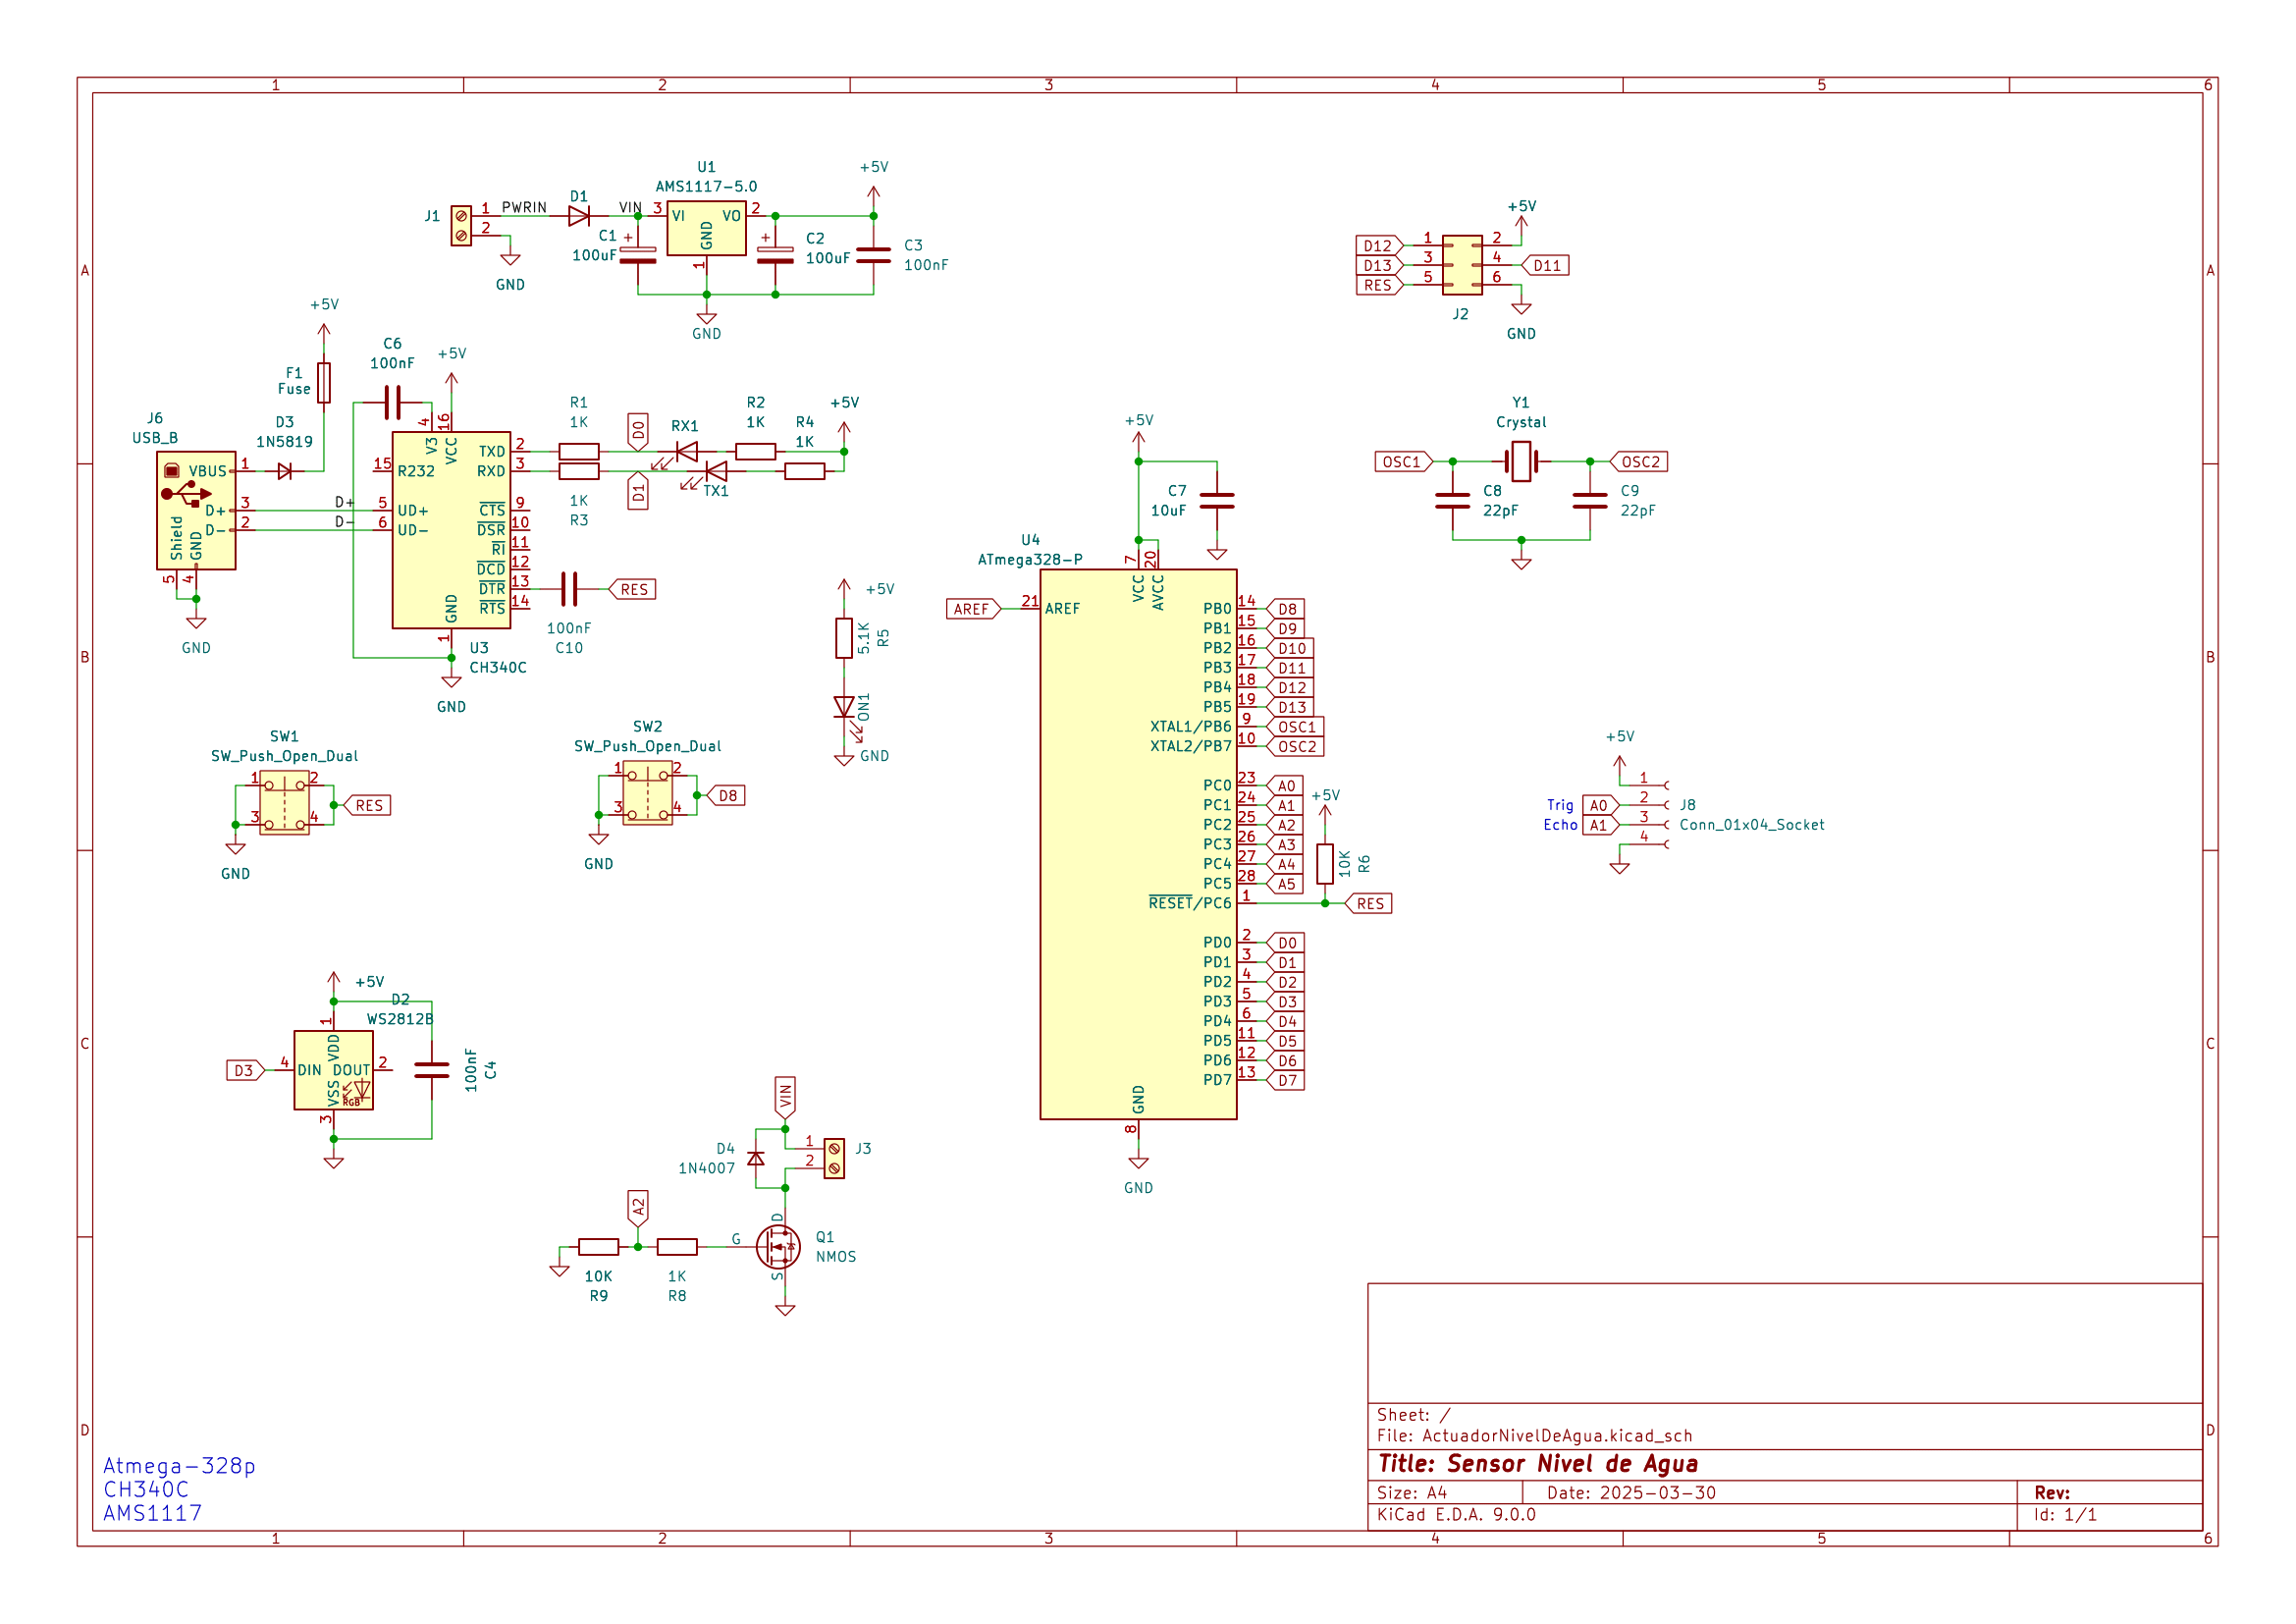 1 2 3 4 5 6
A
B
C
D
A
B
C
D
1 2 3 4 5 6
J1
1
2
PWRIN
D1
VIN
GND
C1
100uF
+
U1
AMS1117-5.0
3 VI VO 2
GND
1
GND
+
C2
100uF
+5V
C3
100nF
D12 1 2 +5V
D13 3 4 D11
RES 5 6
J2
GND
+5V
F1
Fuse
C6
100nF
+5V
J6
USB_B
D3
1N5819
VBUS 1
D+ 3
D- 2
Shield
GND
5 4
GND
D+
D-
4 16
V3
VCC
15 R232
5 UD+
6 UD-
TXD 2
RXD 3
CTS 9
DSR 10
RI 11
DCD 12
DTR 13
RTS 14
GND
1
U3
CH340C
GND
R1
1K
1K
R3
D0
D1
RX1
TX1
R2
1K
R4
1K
+5V
100nF
C10
RES
+5V
5.1K
R5
ON1
GND
SW1
SW_Push_Open_Dual
1 2
3 4
RES
GND
SW2
SW_Push_Open_Dual
1 2
3 4
D8
GND
+5V
D2
WS2812B
D3
4 DIN
DOUT 2
1
VDD
VSS
RGB
3
100nF
C4
VIN
D4
1N4007
1
2
J3
A2
10K
R9
1K
R8
G
D
S
Q1
NMOS
+5V
C7
10uF
U4
ATmega328-P
7 20
VCC
AVCC
AREF 21 AREF
PB0 14 D8
PB1 15 D9
PB2 16 D10
PB3 17 D11
PB4 18 D12
PB5 19 D13
XTAL1/PB6 9 OSC1
XTAL2/PB7 10 OSC2
PC0 23 A0
PC1 24 A1
PC2 25 A2
PC3 26 A3
PC4 27 A4
PC5 28 A5
RESET/PC6 1 RES
PD0 2 D0
PD1 3 D1
PD2 4 D2
PD3 5 D3
PD4 6 D4
PD5 11 D5
PD6 12 D6
PD7 13 D7
GND
8
GND
+5V
10K
R6
Y1
Crystal
OSC1
OSC2
C8
22pF
C9
22pF
+5V
1
Trig A0 2 J8
Echo A1 3 Conn_01x04_Socket
4
Atmega-328p
CH340C
AMS1117
Sheet: /
File: ActuadorNivelDeAgua.kicad_sch
Title: Sensor Nivel de Agua
Size: A4 Date: 2025-03-30 Rev:
KiCad E.D.A. 9.0.0 Id: 1/1